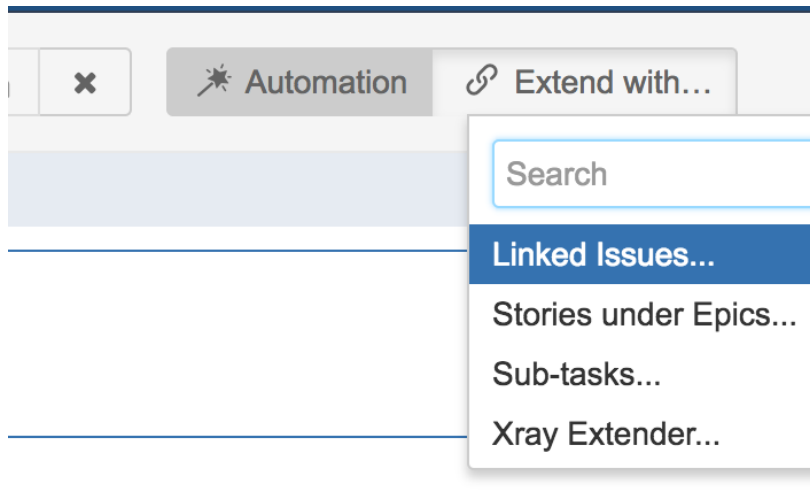 Automation
Extend with…
Search
Linked Issues...
Stories under Epics...
Sub-tasks...
Xray Extender...